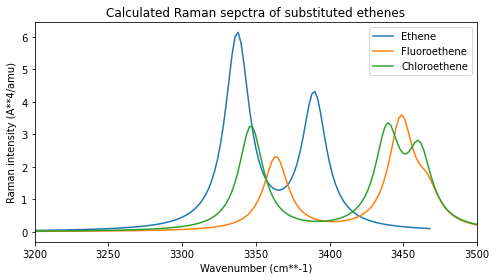 Calculated Raman sepctra of substituted ethenes
Ethene
Fluoroethene
Chloroethene
Raman intensity (A**4/amu)
6
5
4
3
2
1
0
3200
3250
3300
3350
3400
3450
3500
Wavenumber (cm**-1)